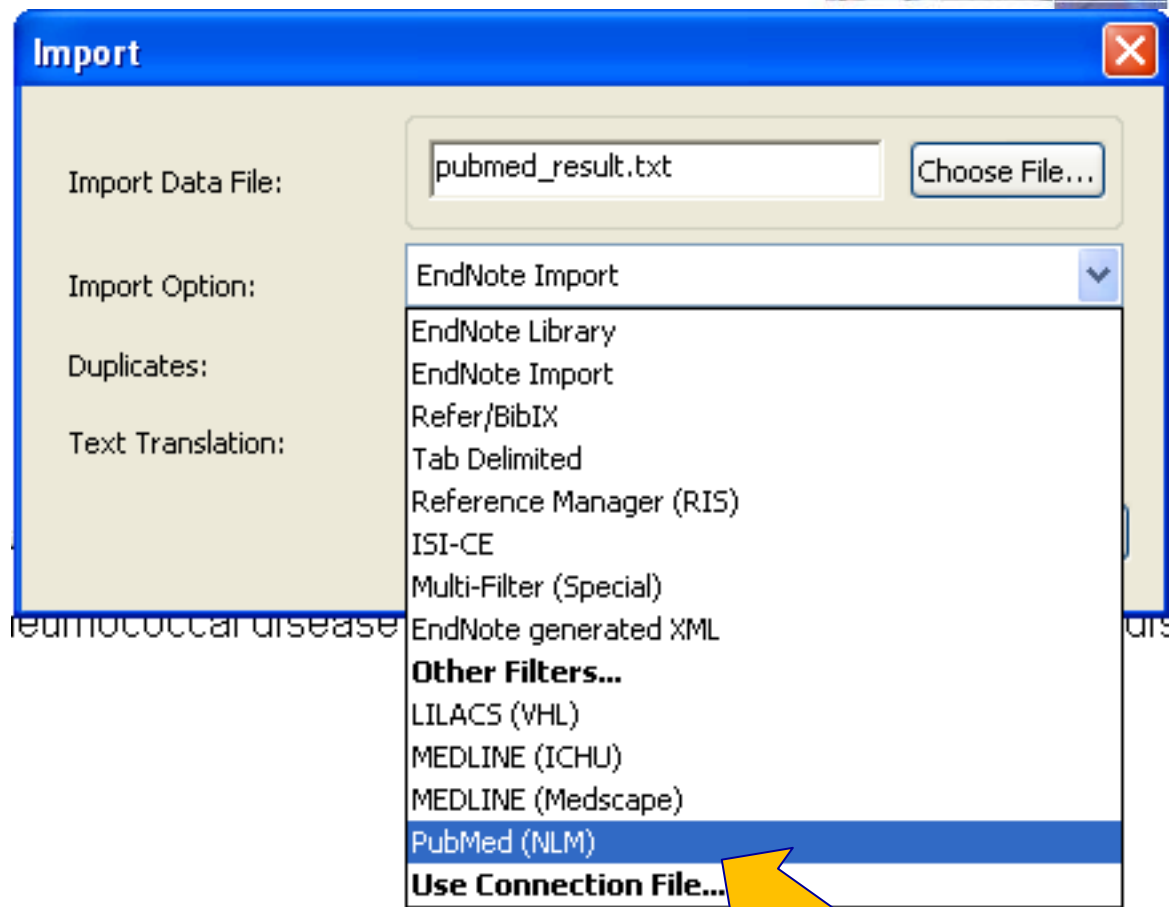 Import
Import Data File:
pubmed_result.txt
Choose File...
Import Option:
EndNote Import
Duplicates:
Text Translation:
EndNote Library
EndNote Import
Refer/BibIX
Tab Delimited
Reference Manager (RIS)
ISI-CE
Multi-Filter (Special)
EndNote generated XML
Other Filters...
LILACS (VHL)
MEDLINE (ICHU)
MEDLINE (Medscape)
PubMed (NLM)
Use Connection File...
disease